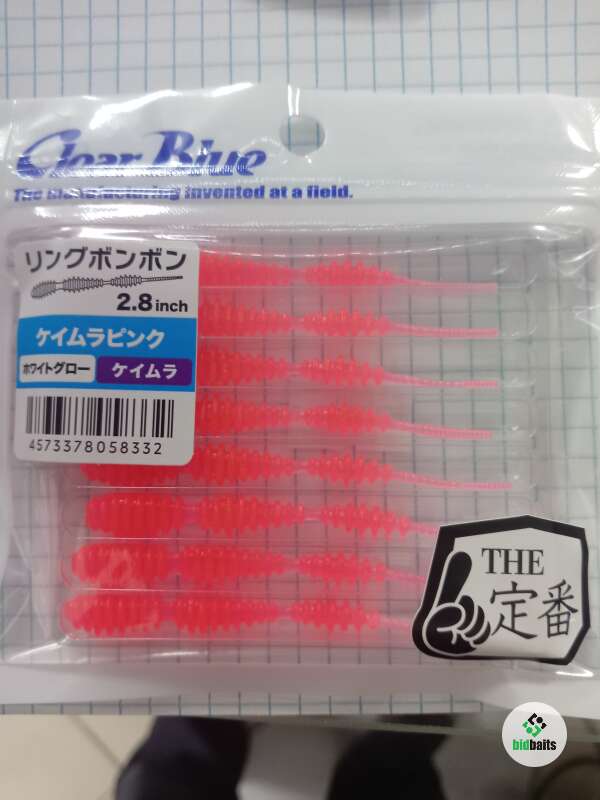 Clear Blue
The manufacturing invented at a field.
リングボンボン
2.8inch
ケイムラピンク
ホワイトグロー ケイムラ
4573378058332
THE
定番
bidbaits